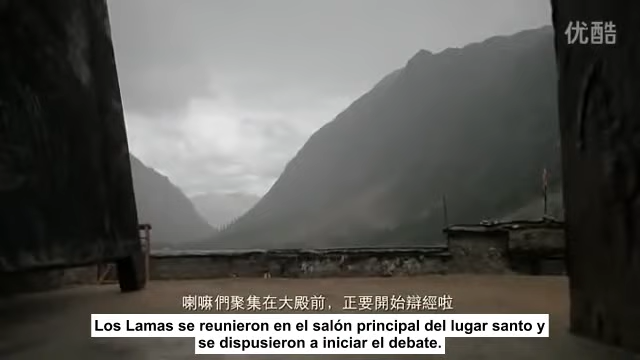 优酷
喇嘛們聚集在大殿前，正要開始辯經啦
Los Lamas se reunieron en el salón principal del lugar santo y
se dispusieron a iniciar el debate.